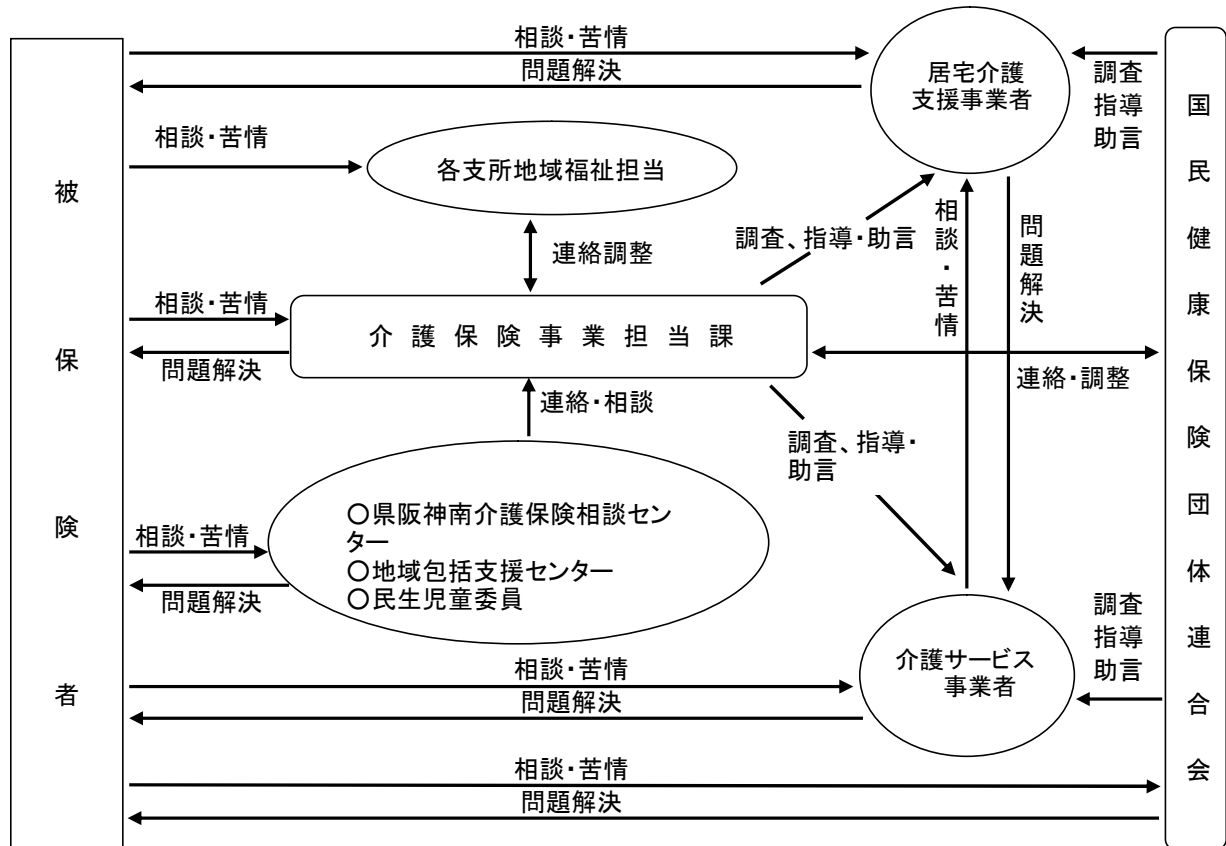 被保険者
相談・苦情
問題解決
居宅介護
支援事業者
調査
指導
助言
国民健康保険団体連合会
相談・苦情
各支所地域福祉担当
連絡調整
調査、指導・助言
相談・苦情
問題解決
相談・苦情
問題解決
介護保険事業担当課
連絡・調整
連絡・相談
調査、指導・
助言
相談・苦情
問題解決
〇県阪神南介護保険相談セン
ター
〇地域包括支援センター
〇民生児童委員
相談・苦情
問題解決
介護サービス
事業者
調査
指導
助言
相談・苦情
問題解決